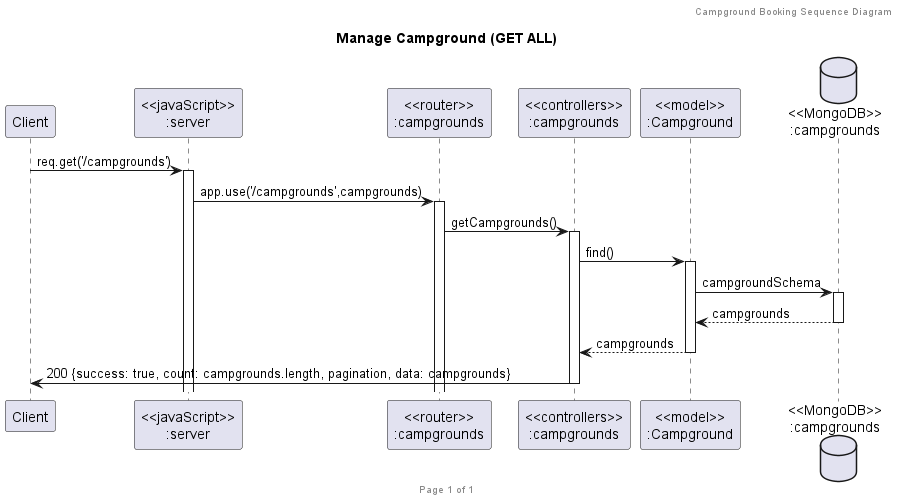 Campground Booking Sequence Diagram
Manage Campground (GET ALL)
Client
<<javaScript>>
:server
<<router>>
:campgrounds
<<controllers>>
:campgrounds
<<model>>
:Campground
<<MongoDB>>
:campgrounds
req.get('/campgrounds')
app.use('/campgrounds',campgrounds)
getCampgrounds()
find()
campgroundSchema
campgrounds
campgrounds
200 {success: true, count: campgrounds.length, pagination, data: campgrounds}
Client
<<javaScript>>
:server
<<router>>
:campgrounds
<<controllers>>
:campgrounds
<<model>>
:Campground
<<MongoDB>>
:campgrounds
Page 1 of 1